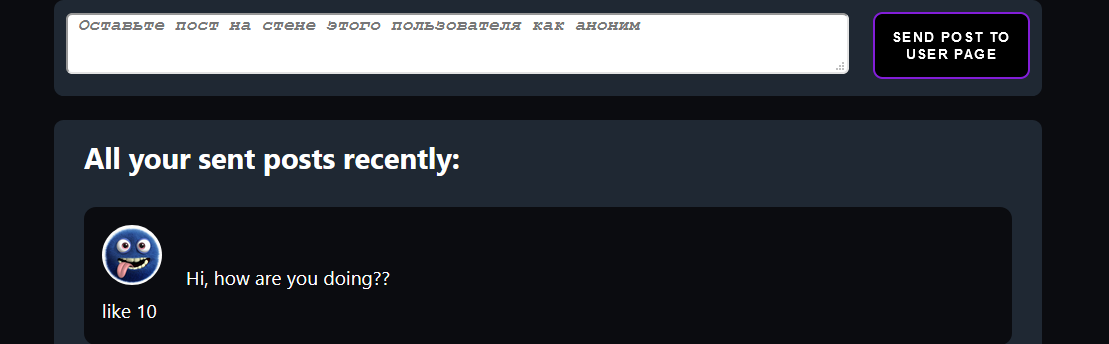 Оставьте пост на стене этого пользователя как аноним
SEND POST TO
USER PAGE
All your sent posts recently:
Hi, how are you doing??
like 10